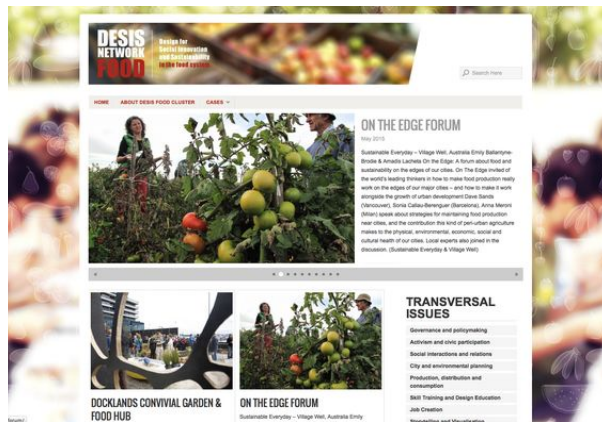 DESIS
NETWORK
FOOD
Design for
Social Innovation
and Sustainability
in the food system
Search Here
HOME
ABOUT DESIS FOOD CLUSTER
CASES
ON THE EDGE FORUM
May 2015
Sustainable Everyday – Village Well, Australia Emily Ballantyne-
Brodie & Amadis Lacheta On the Edge: A forum about food and
sustainability on the edges of our cities. On The Edge invited of
the world's leading thinkers in how to make food production really
work on the edges of our major cities – and how to make it work
alongside the growth of urban development Dave Sands
(Vancouver), Sonia Callau-Berenguer (Barcelona), Anna Meroni
(Milan) speak about strategies for maintaining food production
near cities, and the contribution this kind of peri-urban agriculture
makes to the physical, environmental, economic, social and
cultural health of our cities. Local experts also joined in the
discussion. (Sustainable Everyday & Village Well)
DOCKLANDS CONVIVIAL GARDEN &
FOOD HUB
ON THE EDGE FORUM
Sustainable Everyday – Village Well, Australia Emily
TRANSVERSAL
ISSUES
Governance and policymaking
Activism and civic participation
Social interactions and relations
City and environmental planning
Production, distribution and
consumption
Skill Training and Design Education
Job Creation
Storytelling and Visualisation